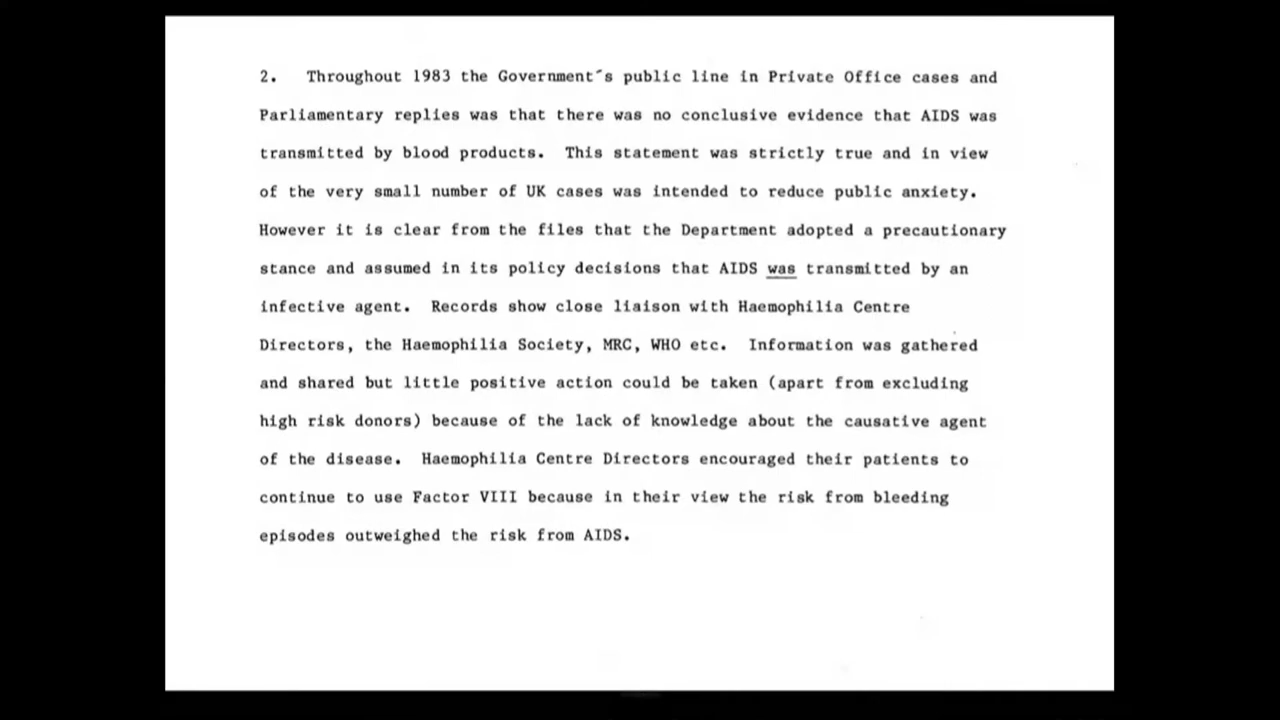 2. Throughout 1983 the Government´s public line in Private Office cases and
Parliamentary replies was that there was no conclusive evidence that AIDS was
transmitted by blood products. This statement was strictly true and in view
of the very small number of UK cases was intended to reduce public anxiety.
However it is clear from the files that the Department adopted a precautionary
stance and assumed in its policy decisions that AIDS was transmitted by an
infective agent. Records show close liaison with Haemophilia Centre
Directors, the Haemophilia Society, MRC, WHO etc. Information was gathered
and shared but little positive action could be taken (apart from excluding
high risk donors) because of the lack of knowledge about the causative agent
of the disease. Haemophilia Centre Directors encouraged their patients to
continue to use Factor VIII because in their view the risk from bleeding
episodes outweighed the risk from AIDS.